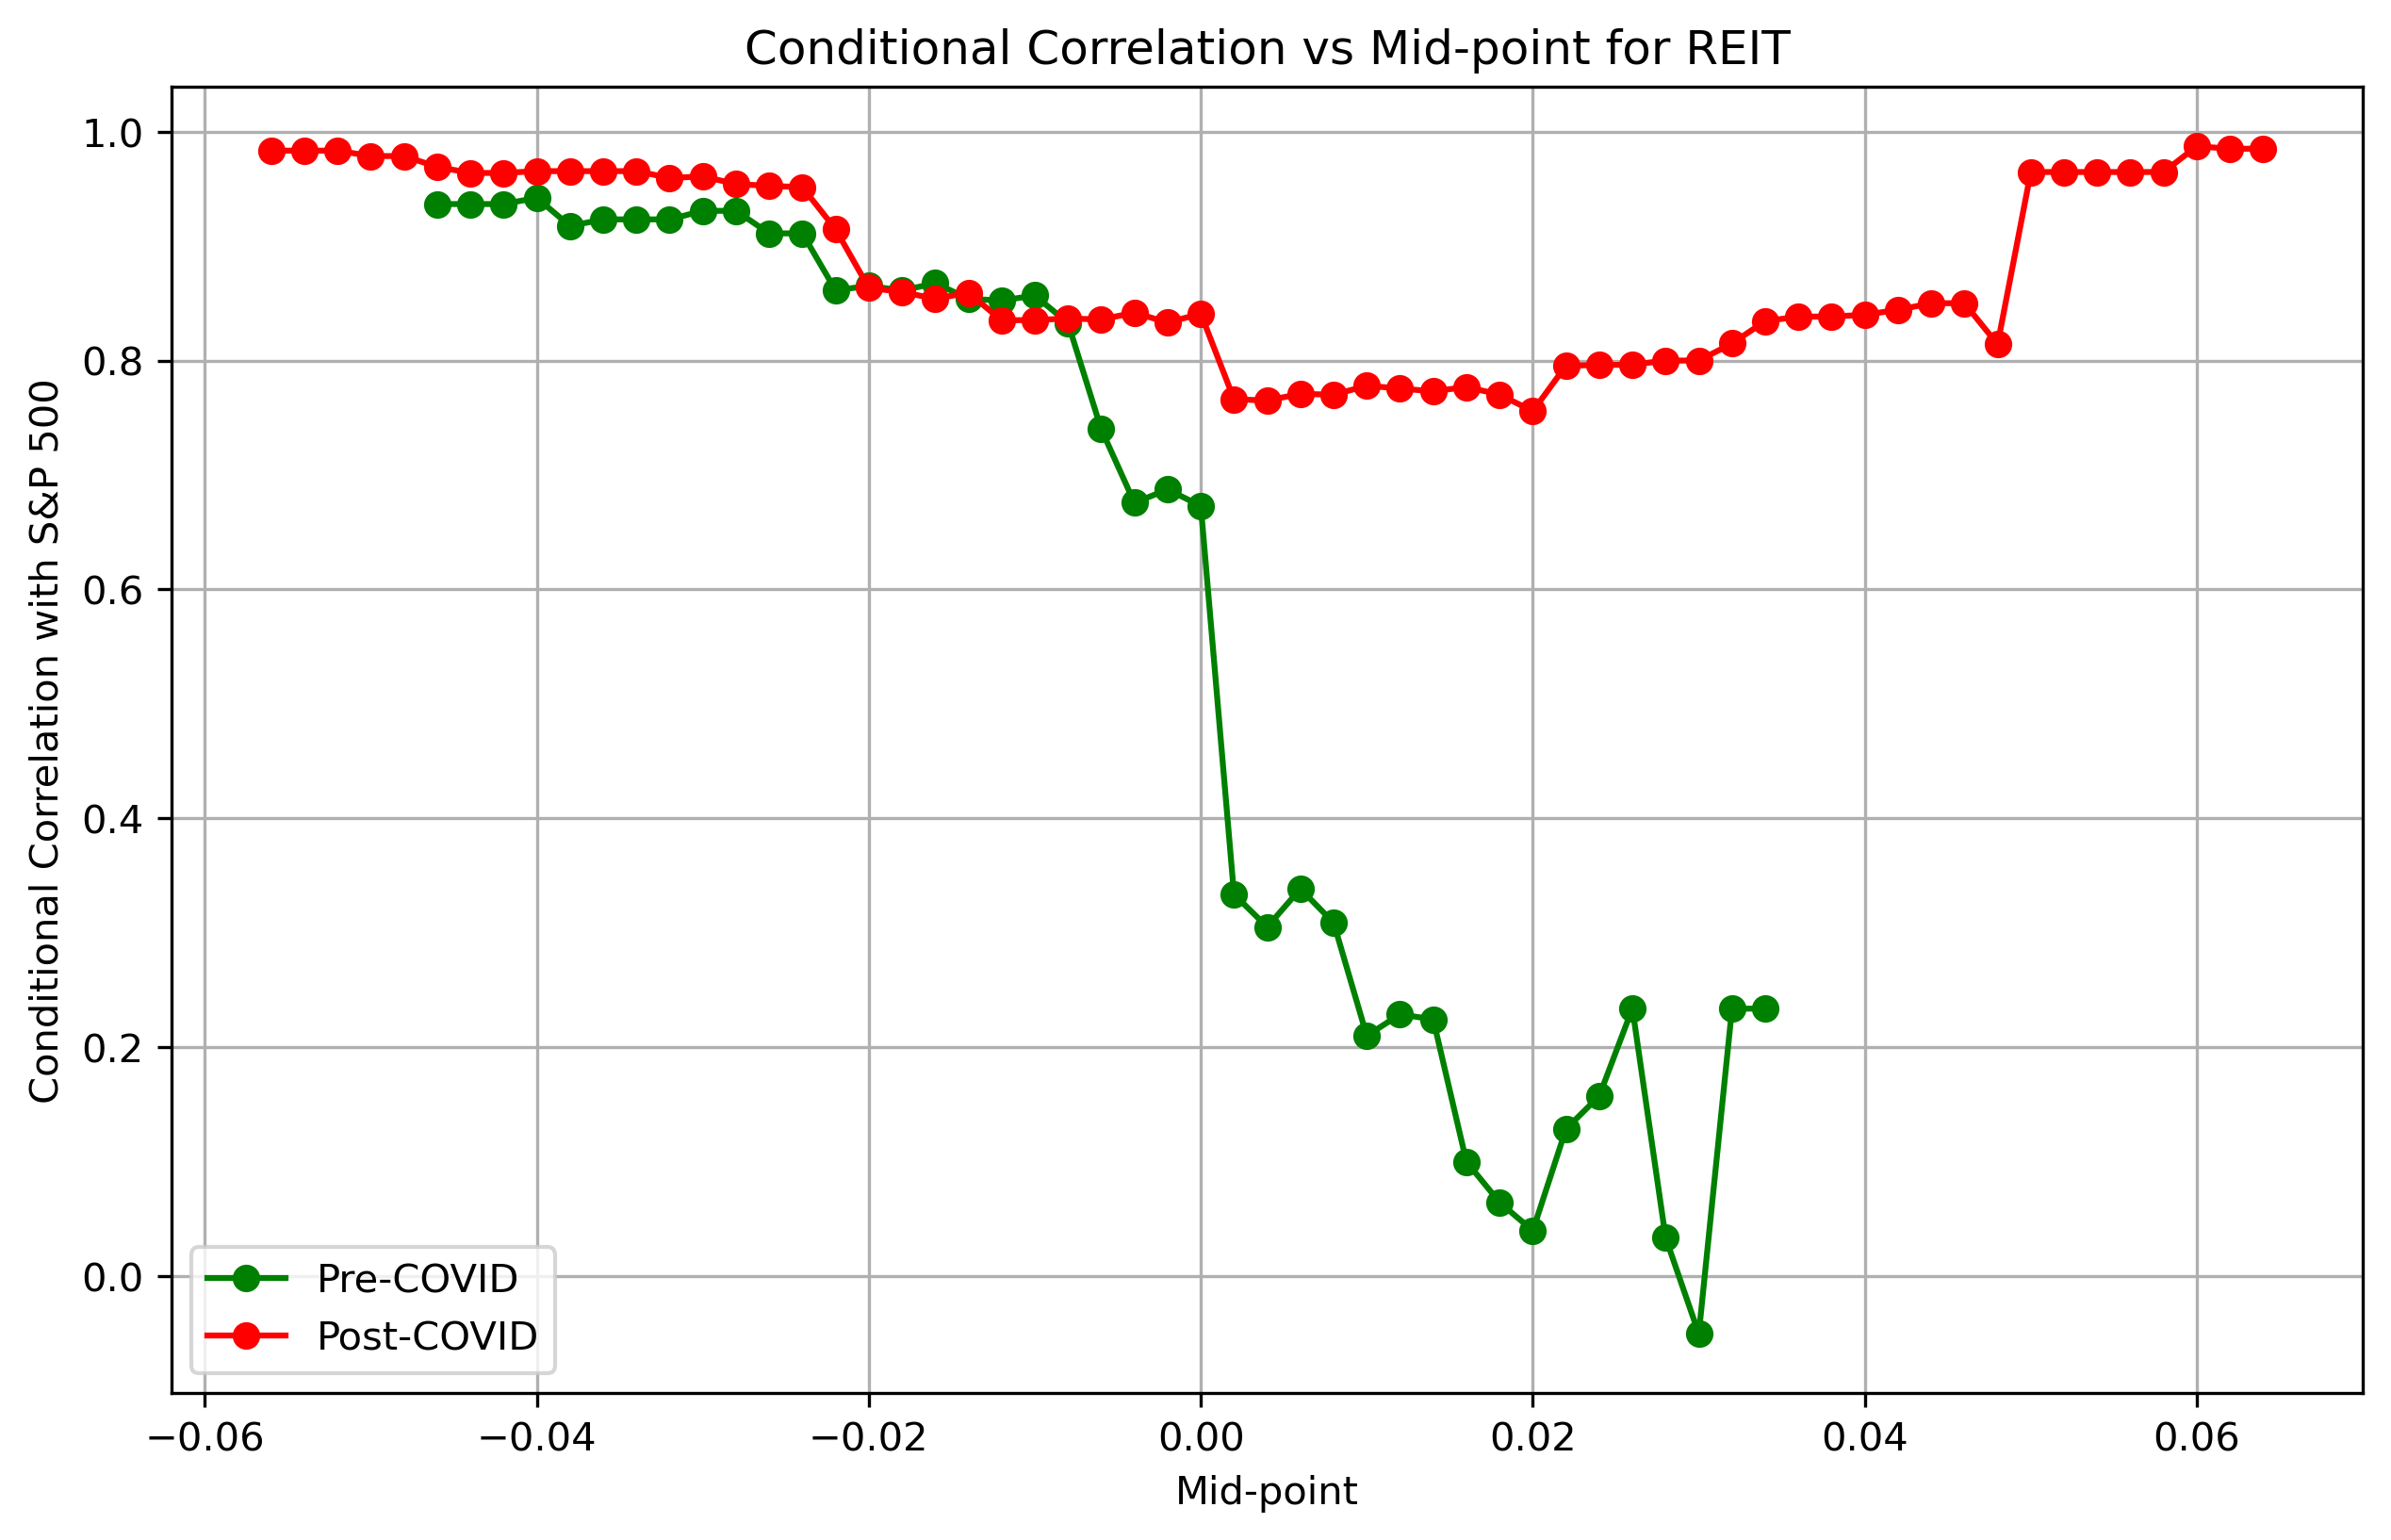 Conditional Correlation vs Mid-point for REIT
Conditional Correlation with S&P 500
1.0
0.8
0.6
0.4
0.2
0.0
Pre-COVID
Post-COVID
−0.06 −0.04 −0.02 0.00 0.02 0.04 0.06
Mid-point